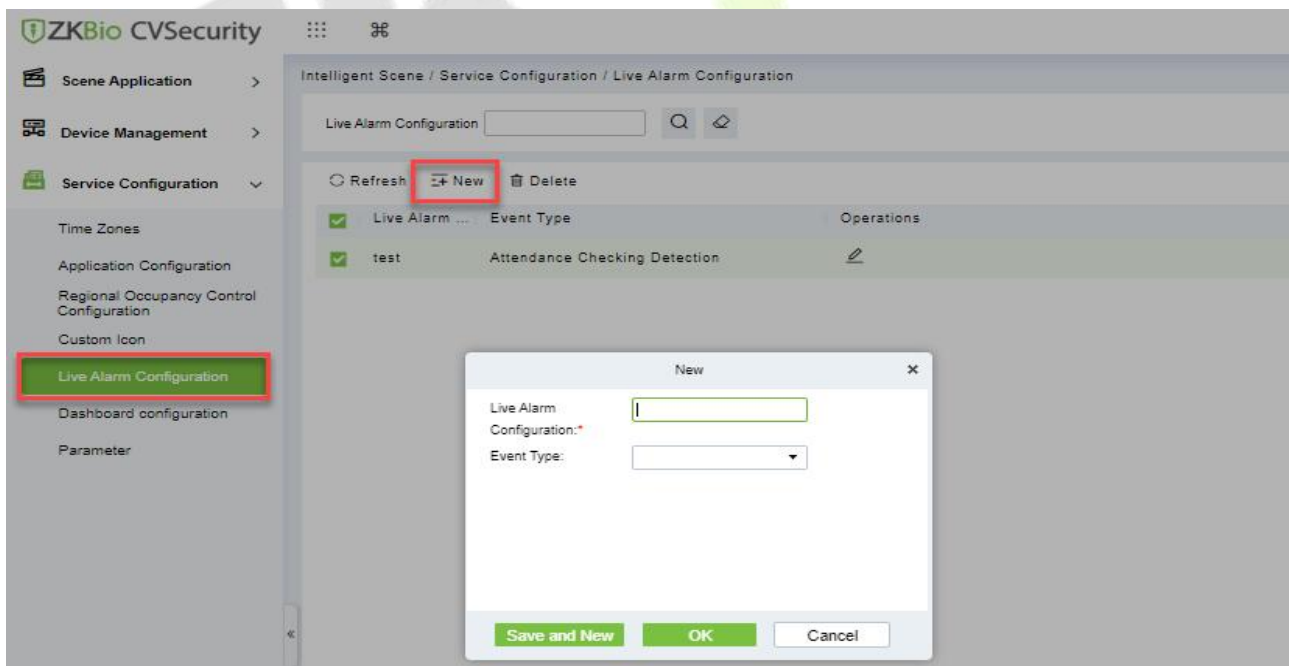 ZKBio CVSecurity
Scene Application
Device Management
Service Configuration
Time Zones
Application Configuration
Regional Occupancy Control
Configuration
Custom Icon
Live Alarm Configuration
Dashboard configuration
Parameter
Intelligent Scene / Service Configuration / Live Alarm Configuration
Live Alarm Configuration
Refresh New Delete
Live Alarm ... Event Type Operations
test Attendance Checking Detection
New
Live Alarm
Configuration:*
Event Type:
Save and New OK Cancel